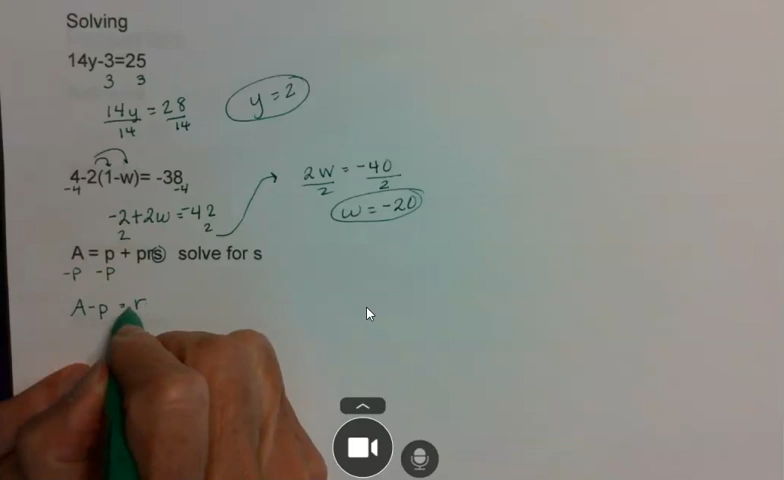 Solving
14y-3=25
3 3
14y = 28
14 14
y = 2
4-2(1-w)= -38
-4 -4
-2+2w = -42
2 2
2w = -40
2 2
w = -20
A = p + prs solve for s
-p -p
A-p = r